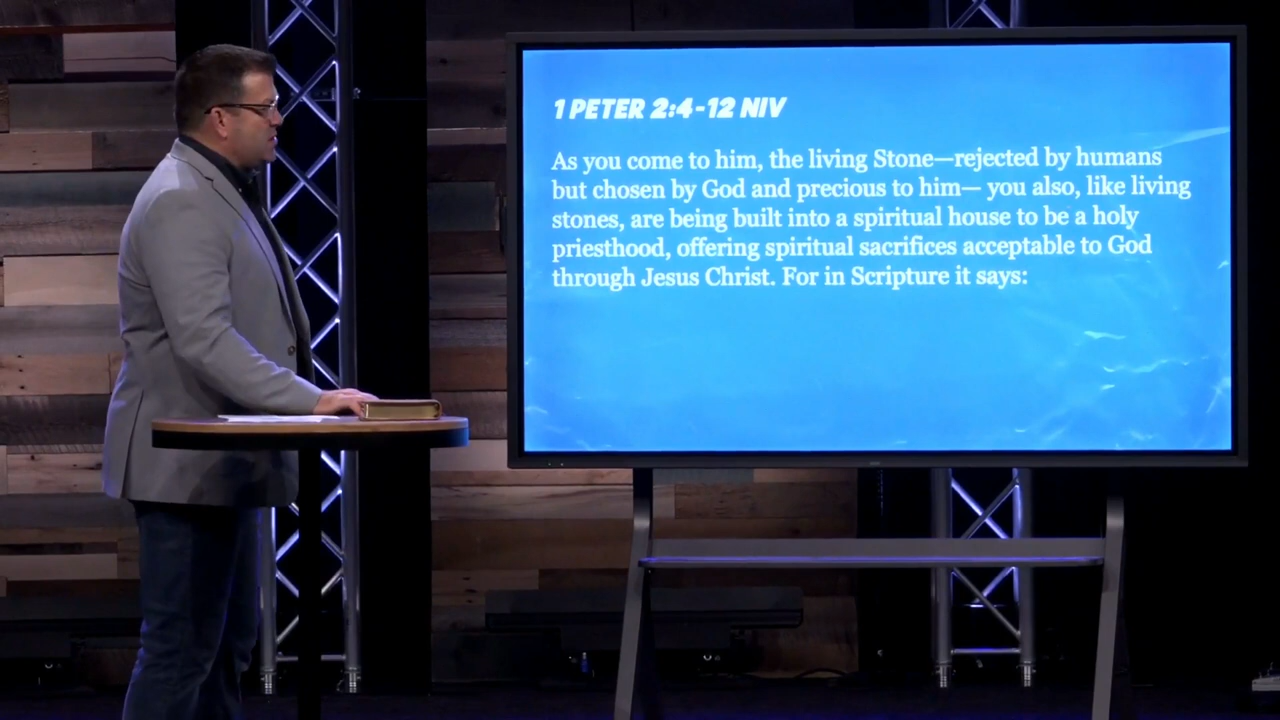 1 PETER 2:4-12 NIV
As you come to him, the living Stone—rejected by humans
but chosen by God and precious to him— you also, like living
stones, are being built into a spiritual house to be a holy
priesthood, offering spiritual sacrifices acceptable to God
through Jesus Christ. For in Scripture it says: